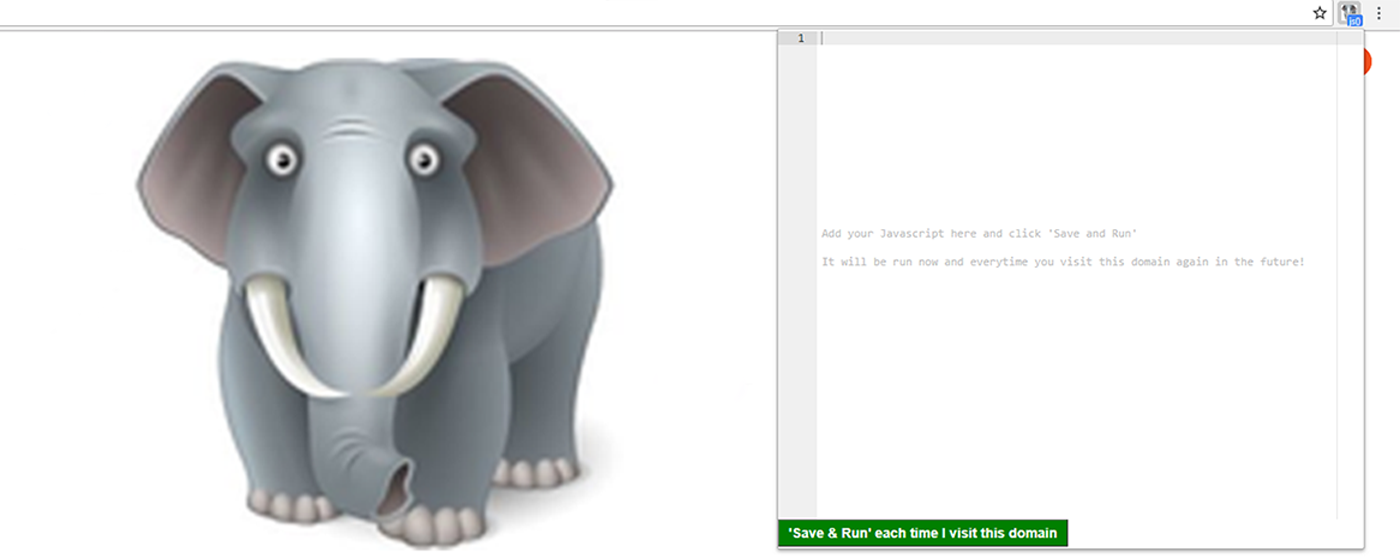 js0
1
Add your Javascript here and click 'Save and Run'
It will be run now and everytime you visit this domain again in the future!
'Save & Run' each time I visit this domain